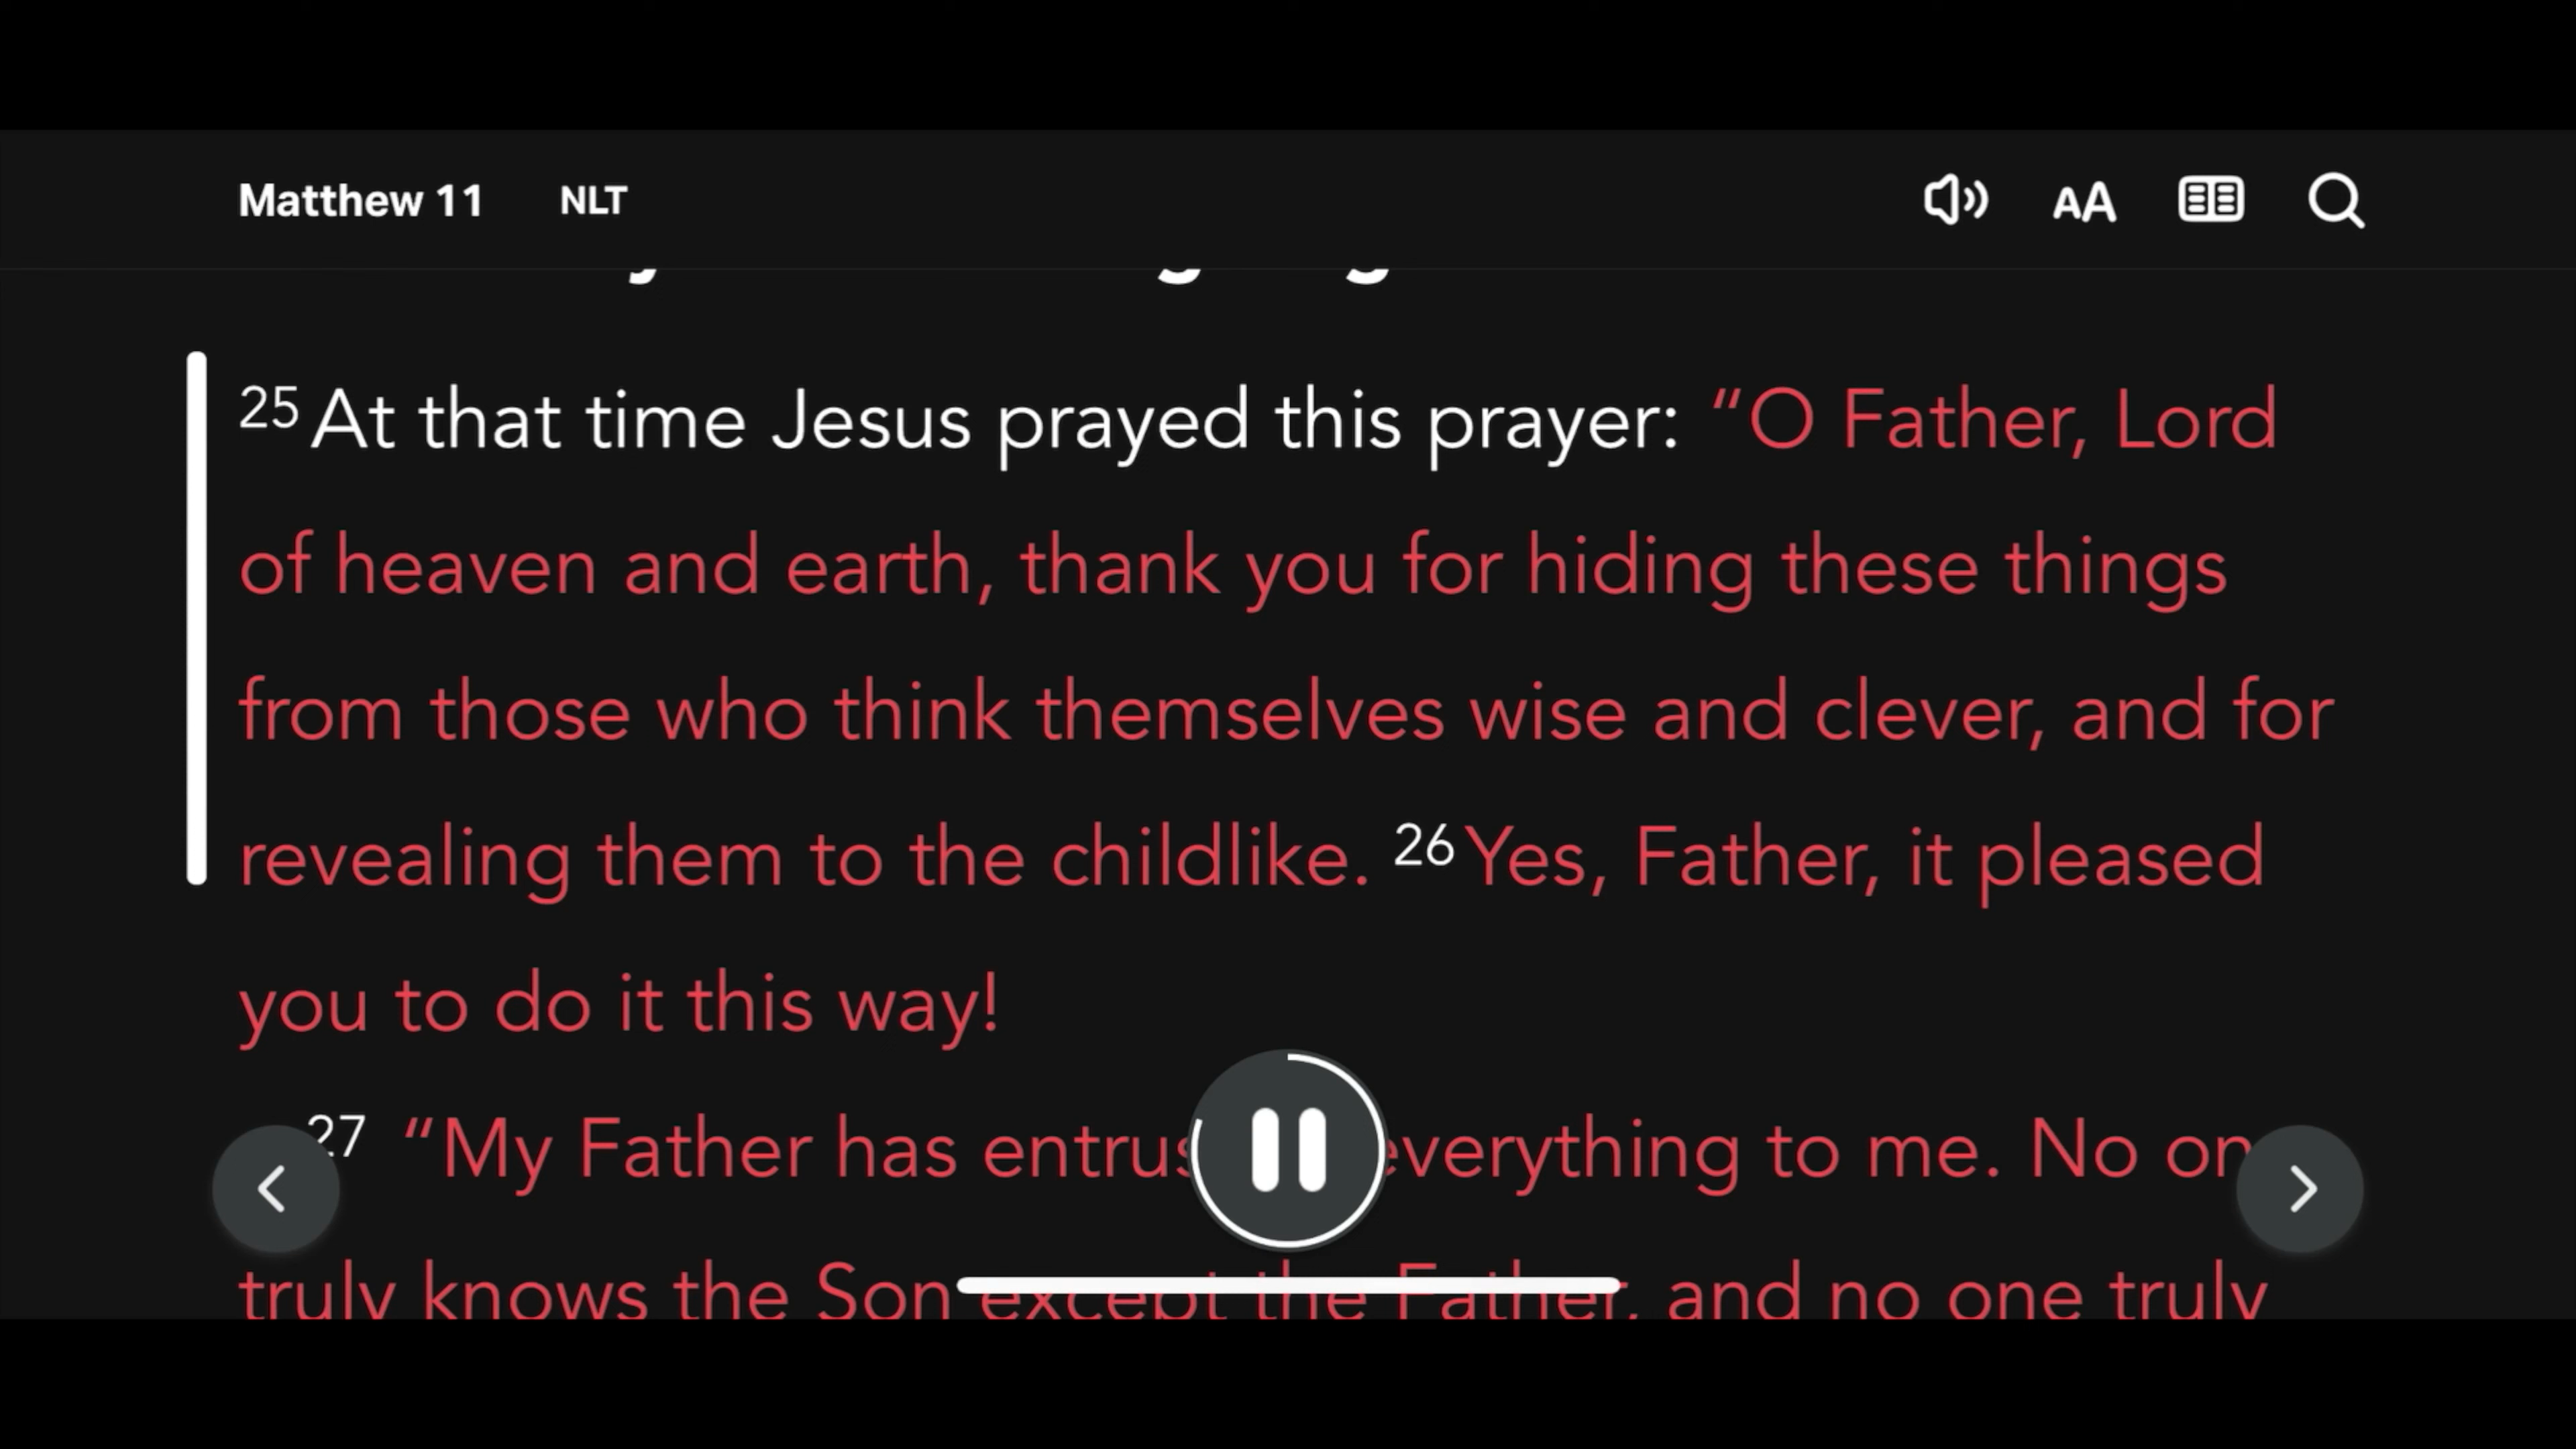 Matthew 11 NLT AA
25 At that time Jesus prayed this prayer: “O Father, Lord
of heaven and earth, thank you for hiding these things
from those who think themselves wise and clever, and for
revealing them to the childlike. 26 Yes, Father, it pleased
you to do it this way!
27 “My Father has everything to me. No
truly knows the Son except the Father, and no one truly